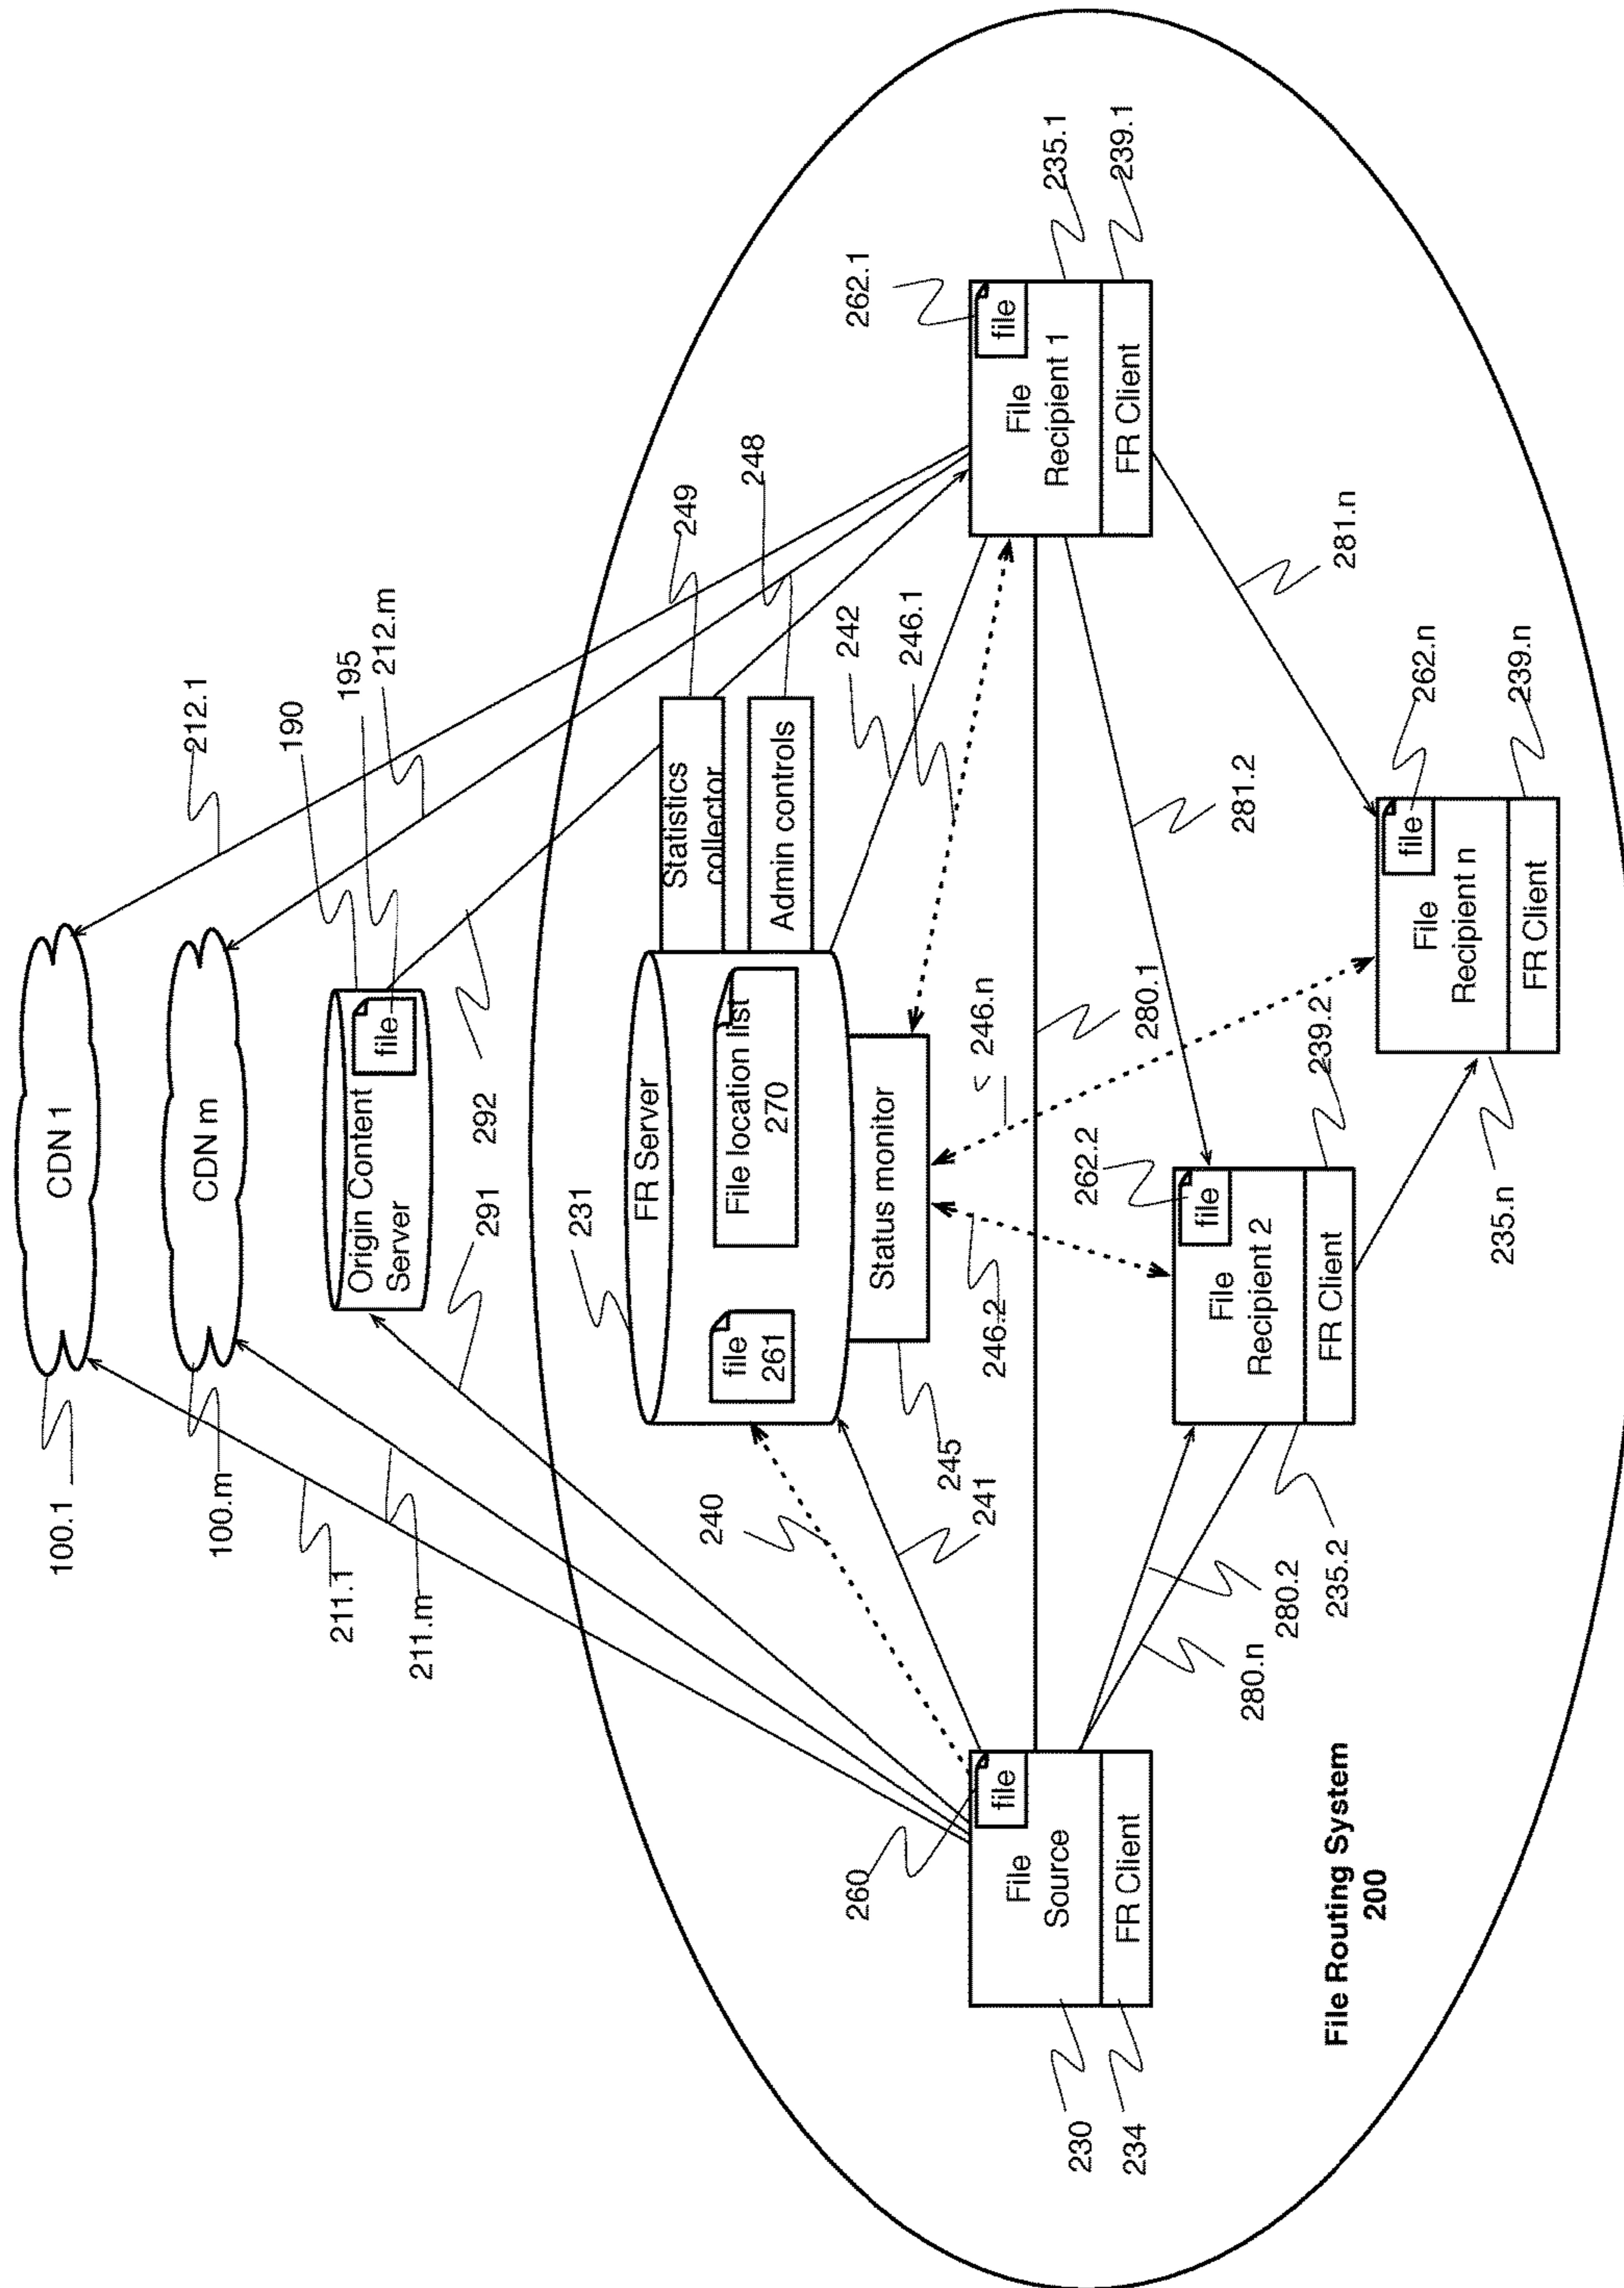 CDN 1
100.1
212.1
CDN m
100.m
211.1
211.m
190
195
212.m
Origin Content
Server
file
291
292
249
248
231
FR Server
file
261
File location list
270
Statistics
collector
Admin controls
Status monitor
240
245
241
242
246.1
246.2
246.n
280.1
262.1
260
file
File
Source
FR Client
230
234
file
File
Recipient 1
FR Client
235.1
239.1
280.2
280.n
281.2
281.n
262.2
239.2
file
File
Recipient 2
FR Client
235.2
262.n
239.n
file
File
Recipient n
FR Client
235.n
File Routing System
200